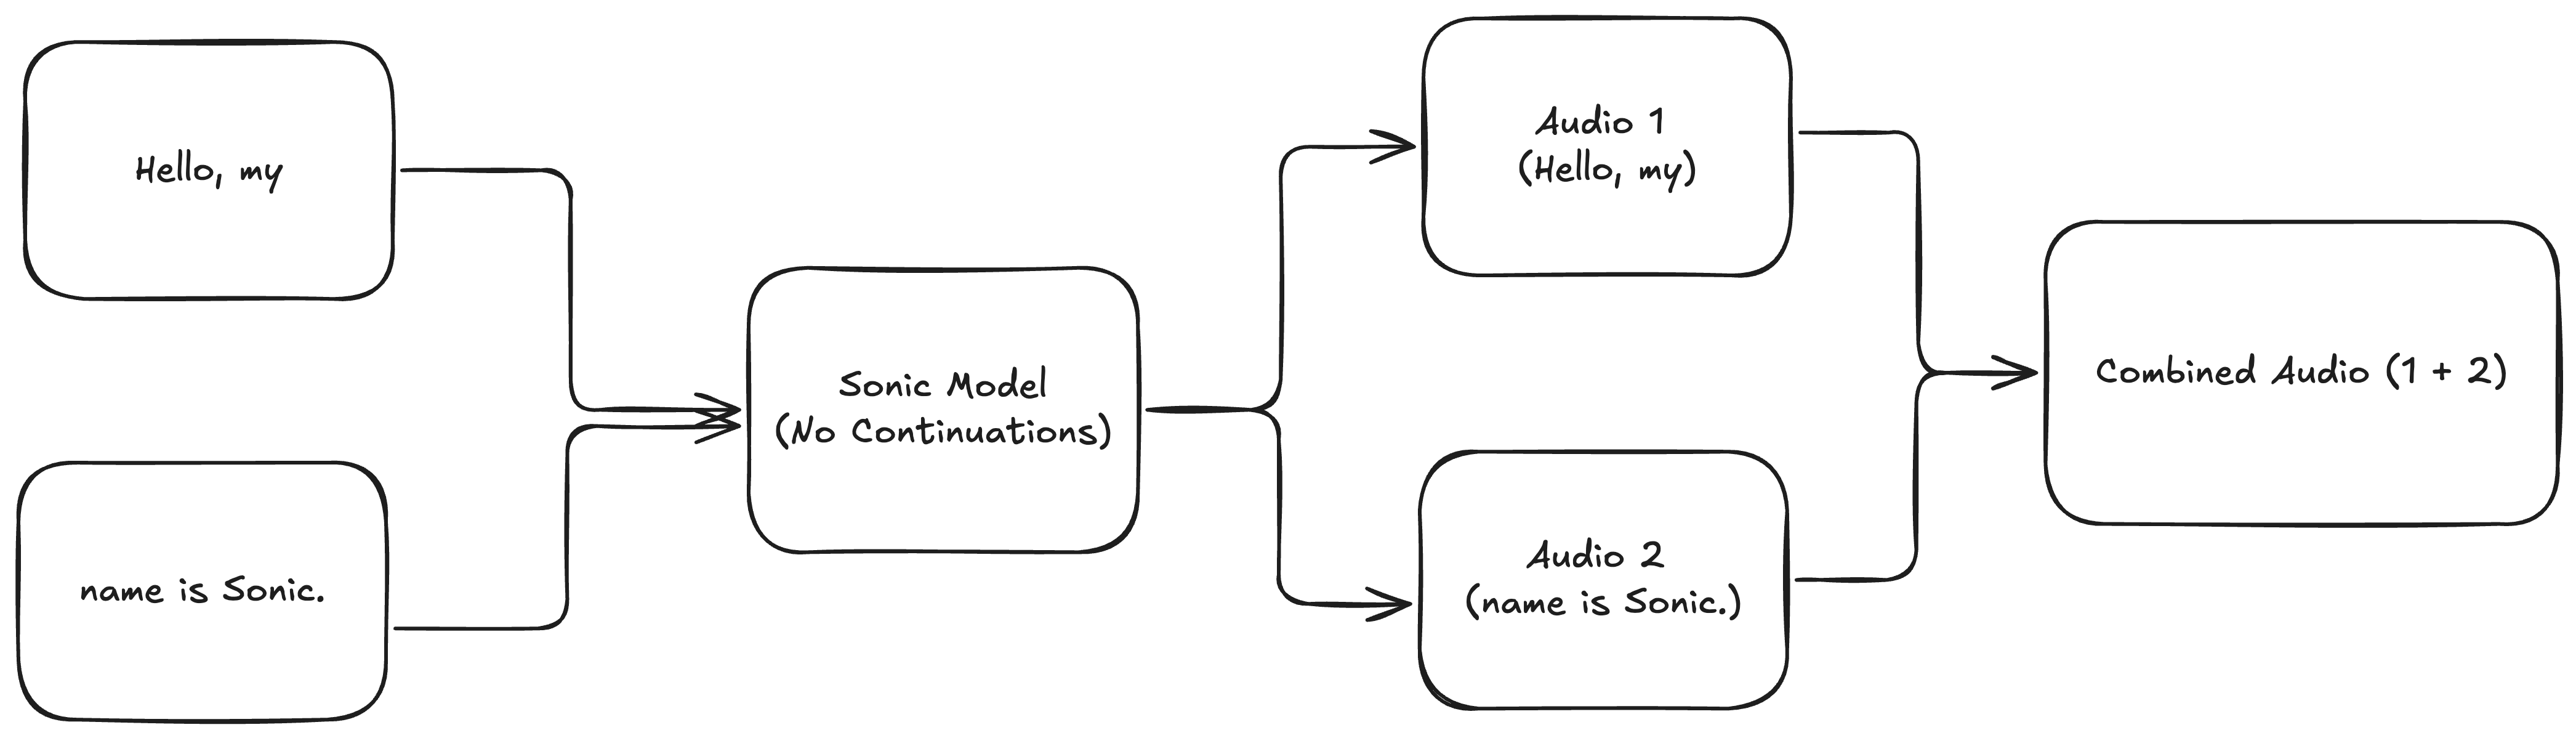 Hello, my
name is Sonic.
Sonic Model
(No Continuations)
Audio 1
(Hello, my)
Audio 2
(name is Sonic.)
Combined Audio (1 + 2)